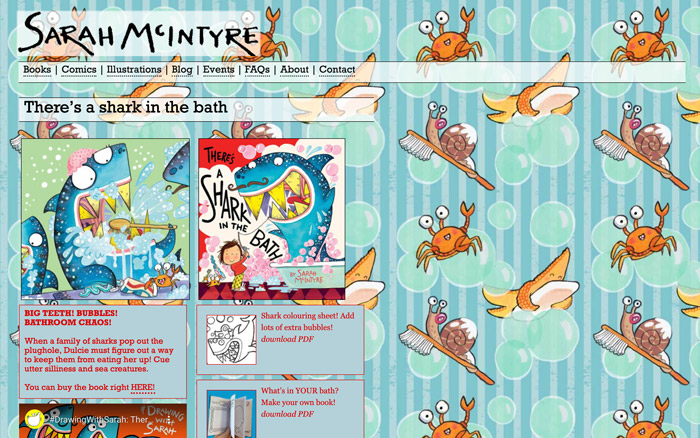 SARAH McINTYRE
Books | Comics | Illustrations | Blog | Events | FAQs | About | Contact
There's a shark in the bath
THERE'S
A
SHARK
IN THE
BATH
BY SARAH
McINTYRE
BIG TEETH! BUBBLES!
BATHROOM CHAOS!
When a family of sharks pop out the
plughole, Dulcie must figure out a way
to keep them from eating her up! Cue
utter silliness and sea creatures.
You can buy the book right HERE!
Shark colouring sheet! Add
lots of extra bubbles!
download PDF
What's in YOUR bath?
Make your own book!
download PDF
#DrawingWithSarah: Ther
DRAWING
WITH
SARAH